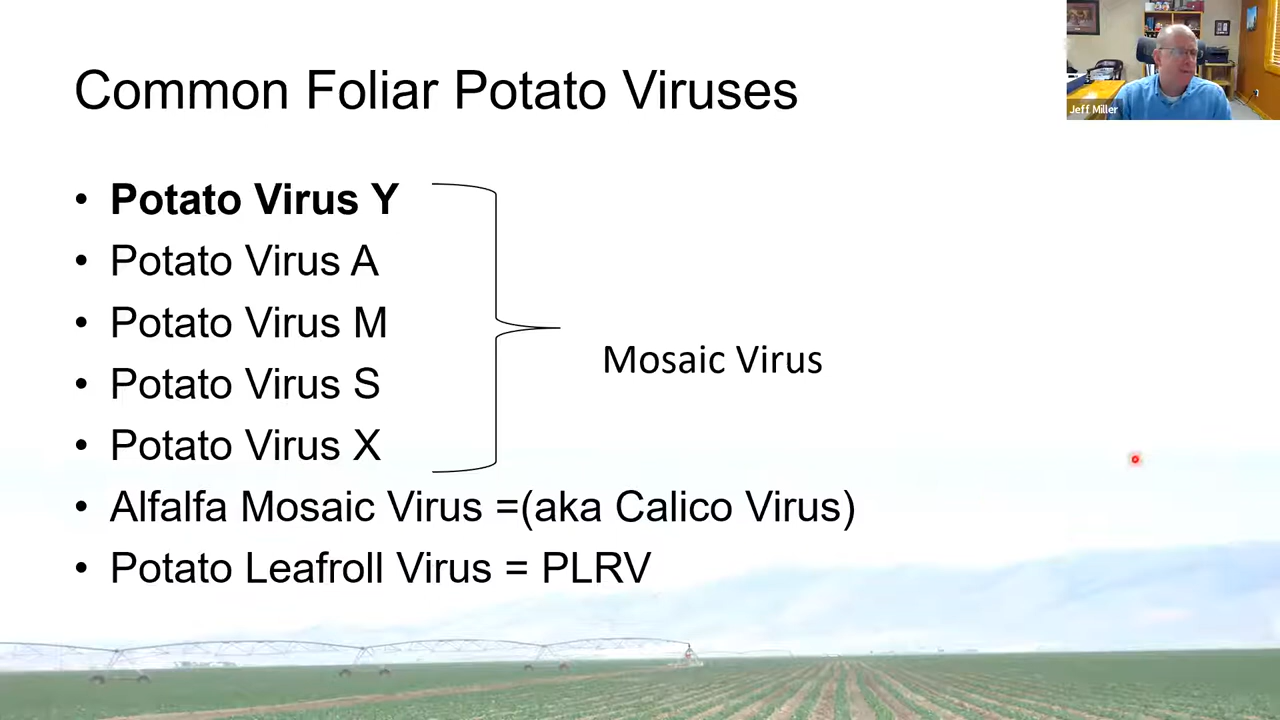 Common Foliar Potato Viruses
Jeff Miller
• Potato Virus Y
• Potato Virus A
• Potato Virus M
• Potato Virus S
• Potato Virus X
Mosaic Virus
• Alfalfa Mosaic Virus =(aka Calico Virus)
• Potato Leafroll Virus = PLRV